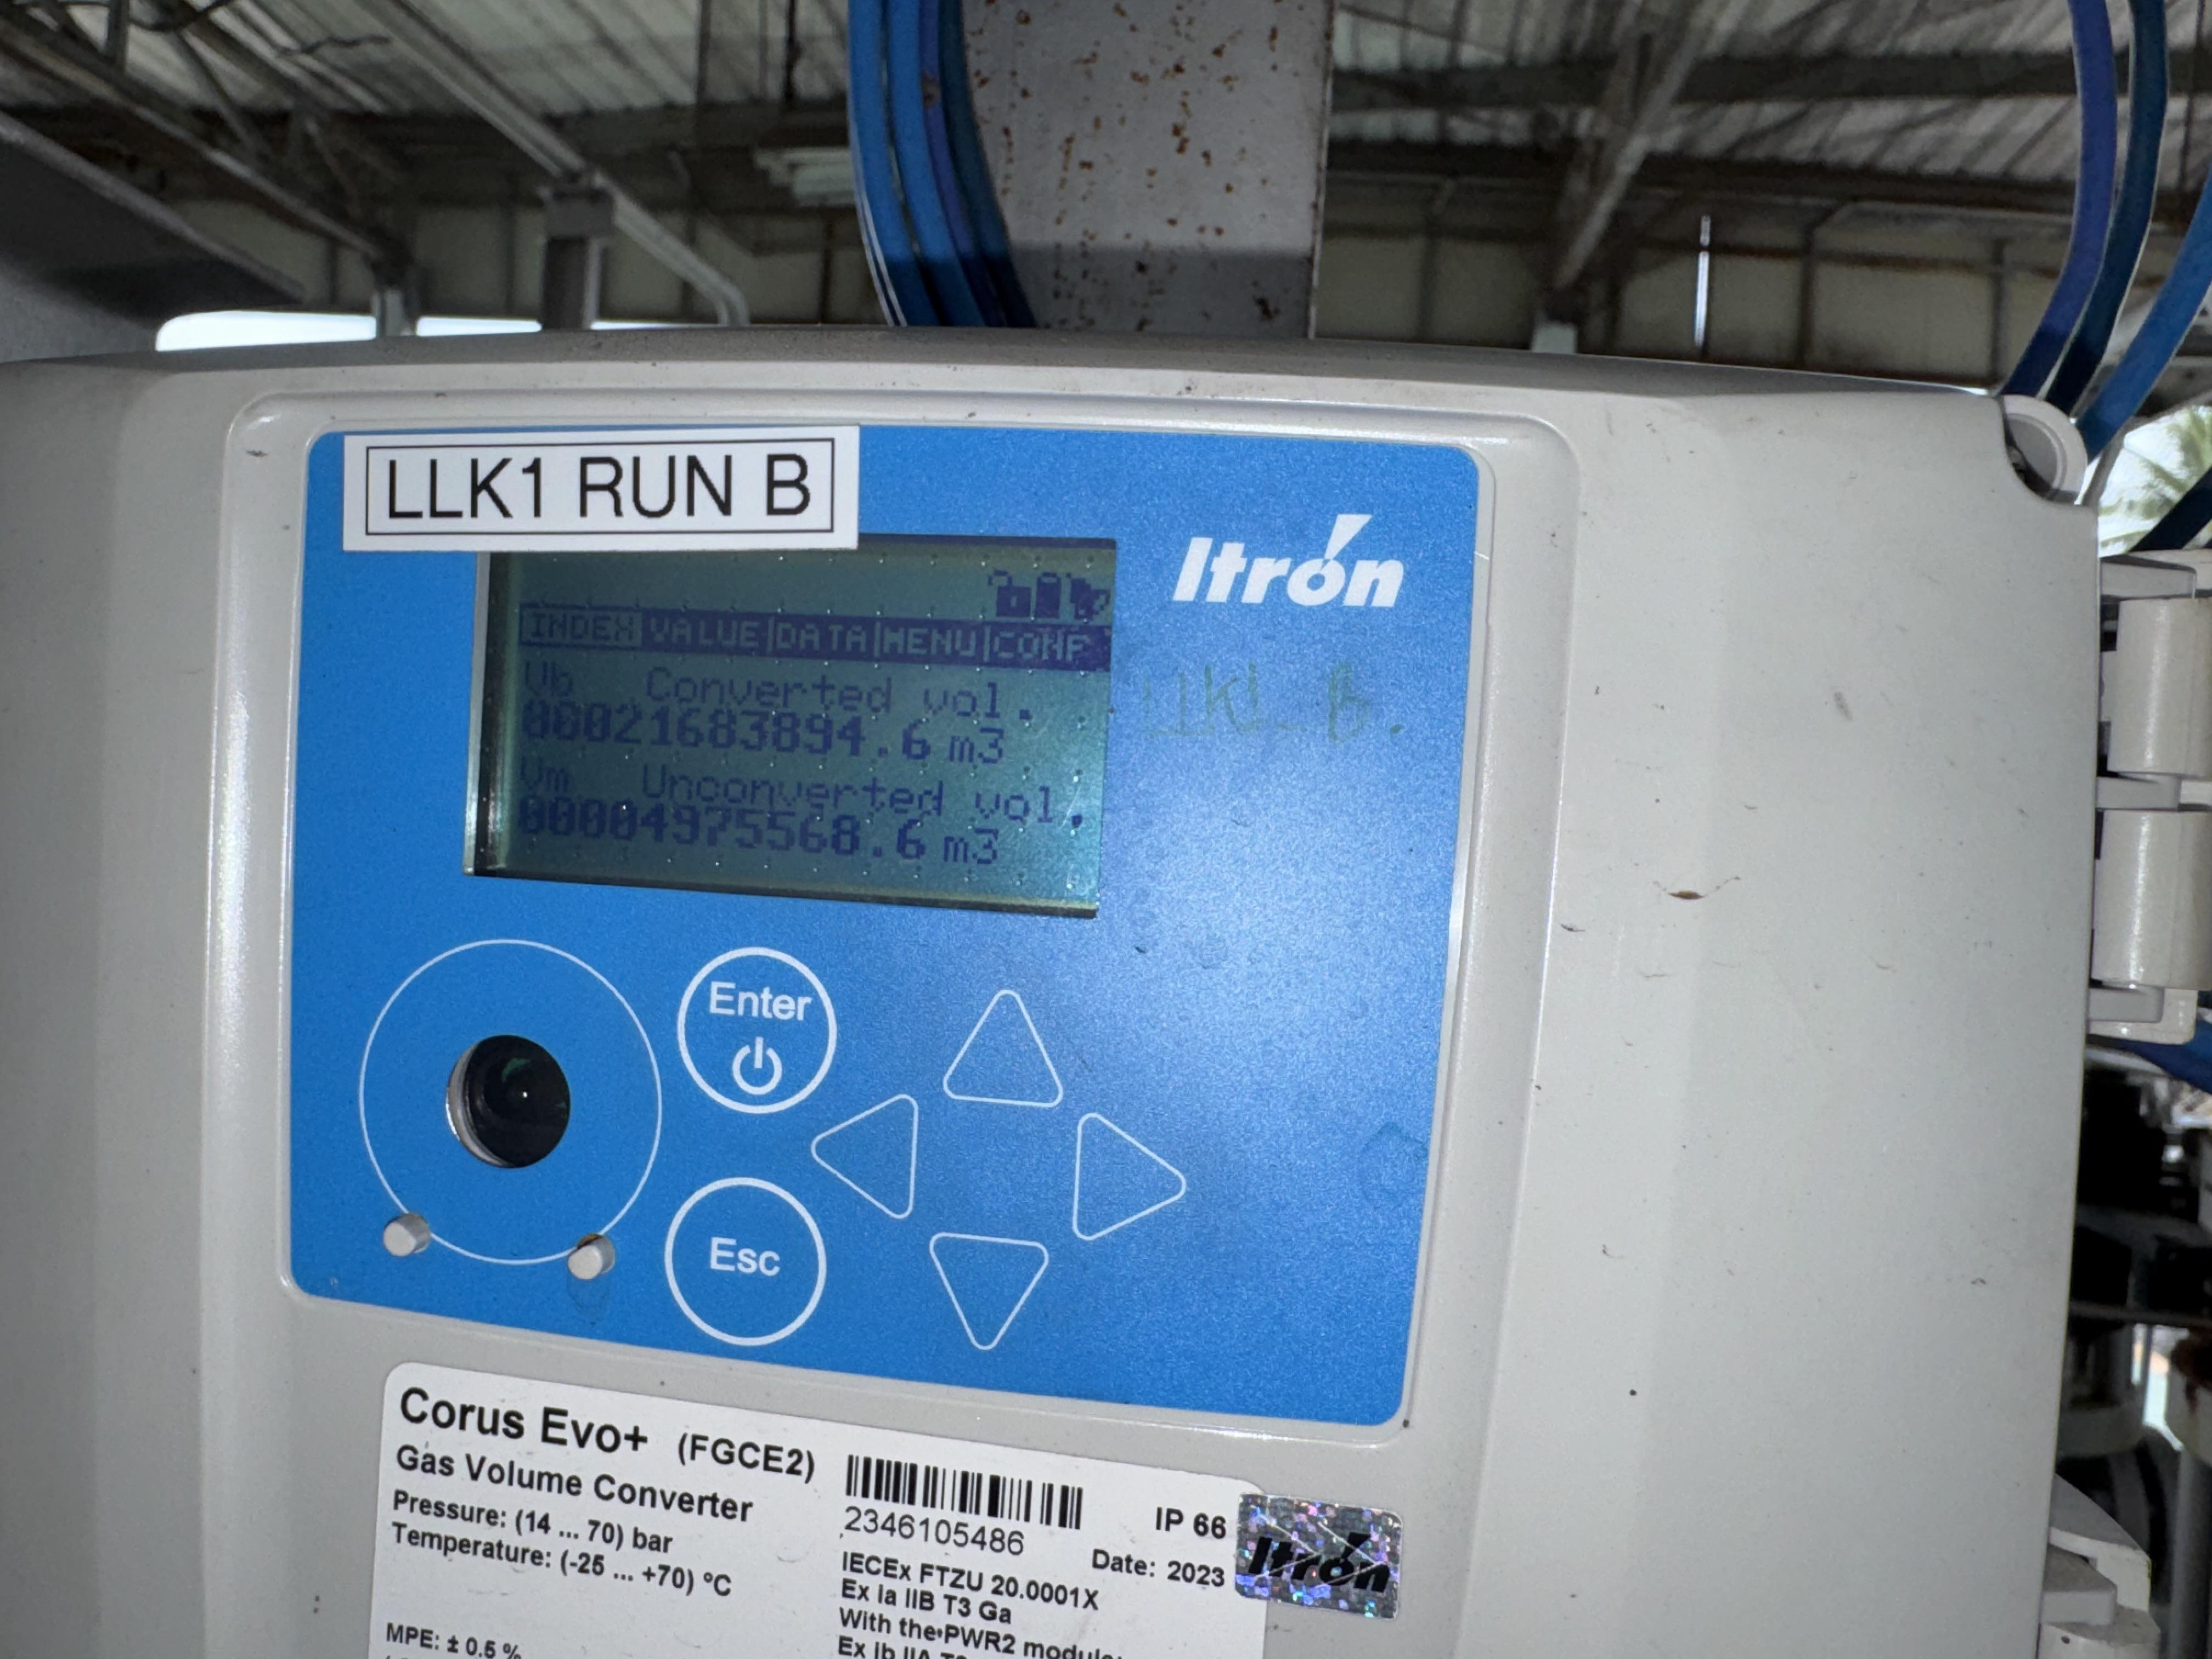 LLK1 RUN B
Itron
INDEX|VALUE|DATA|MENU|CONF
Vb Converted vol.
00021683894.6 m3
Vm Unconverted vol.
00004975568.6 m3
LLK1 B.
Enter
Esc
Corus Evo+ (FGCE2)
Gas Volume Converter
Pressure: (14 ... 70) bar
Temperature: (-25 ... +70) °C
MPE: ± 0.5 %
2346105486
IP 66
Date: 2023
Itron
IECEx FTZU 20.0001X
Ex ia IIB T3 Ga
With the PWR2 module
Ex ib IIA